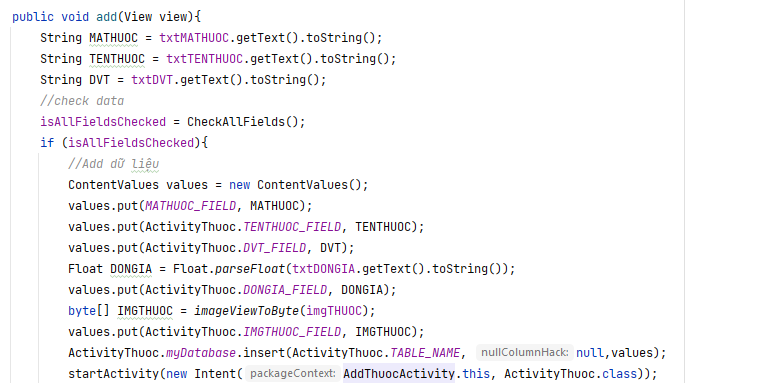 public void add(View view){
String MATHUOC = txtMATHUOC.getText().toString();
String TENTHUOC = txtTENTHUOC.getText().toString();
String DVT = txtDVT.getText().toString();
//check data
isAllFieldsChecked = CheckAllFields();
if (isAllFieldsChecked){
//Add dữ liệu
ContentValues values = new ContentValues();
values.put(MATHUOC_FIELD, MATHUOC);
values.put(ActivityThuoc.TENTHUOC_FIELD, TENTHUOC);
values.put(ActivityThuoc.DVT_FIELD, DVT);
Float DONGIA = Float.parseFloat(txtDONGIA.getText().toString());
values.put(ActivityThuoc.DONGIA_FIELD, DONGIA);
byte[] IMGTHUOC = imageViewToByte(imgTHUOC);
values.put(ActivityThuoc.IMGTHUOC_FIELD, IMGTHUOC);
ActivityThuoc.myDatabase.insert(ActivityThuoc.TABLE_NAME, nullColumnHack: null,values);
startActivity(new Intent( packageContext: AddThuocActivity.this, ActivityThuoc.class));